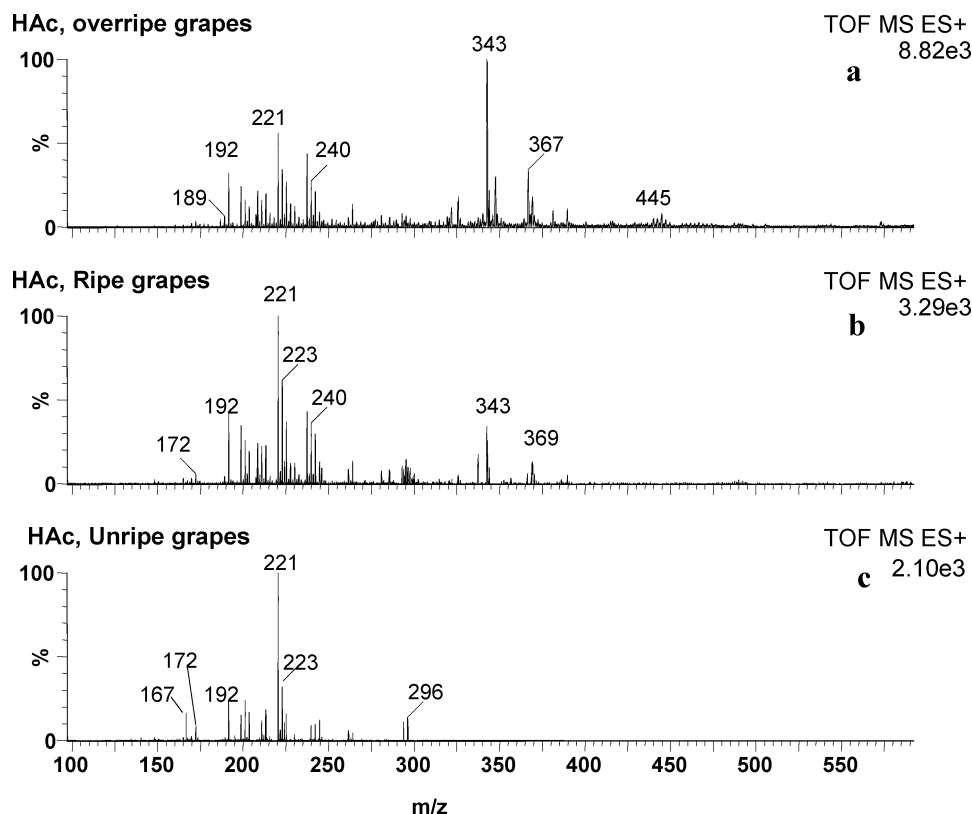 HAc, overripe grapes
TOF MS ES+
8.82e3
a
100
%
0
343
221
192
189
240
367
445
HAc, Ripe grapes
TOF MS ES+
3.29e3
b
100
%
0
221
223
192
240
172
343
369
HAc, Unripe grapes
TOF MS ES+
2.10e3
c
100
%
0
221
172
223
167
192
296
100 150 200 250 300 350 400 450 500 550
m/z